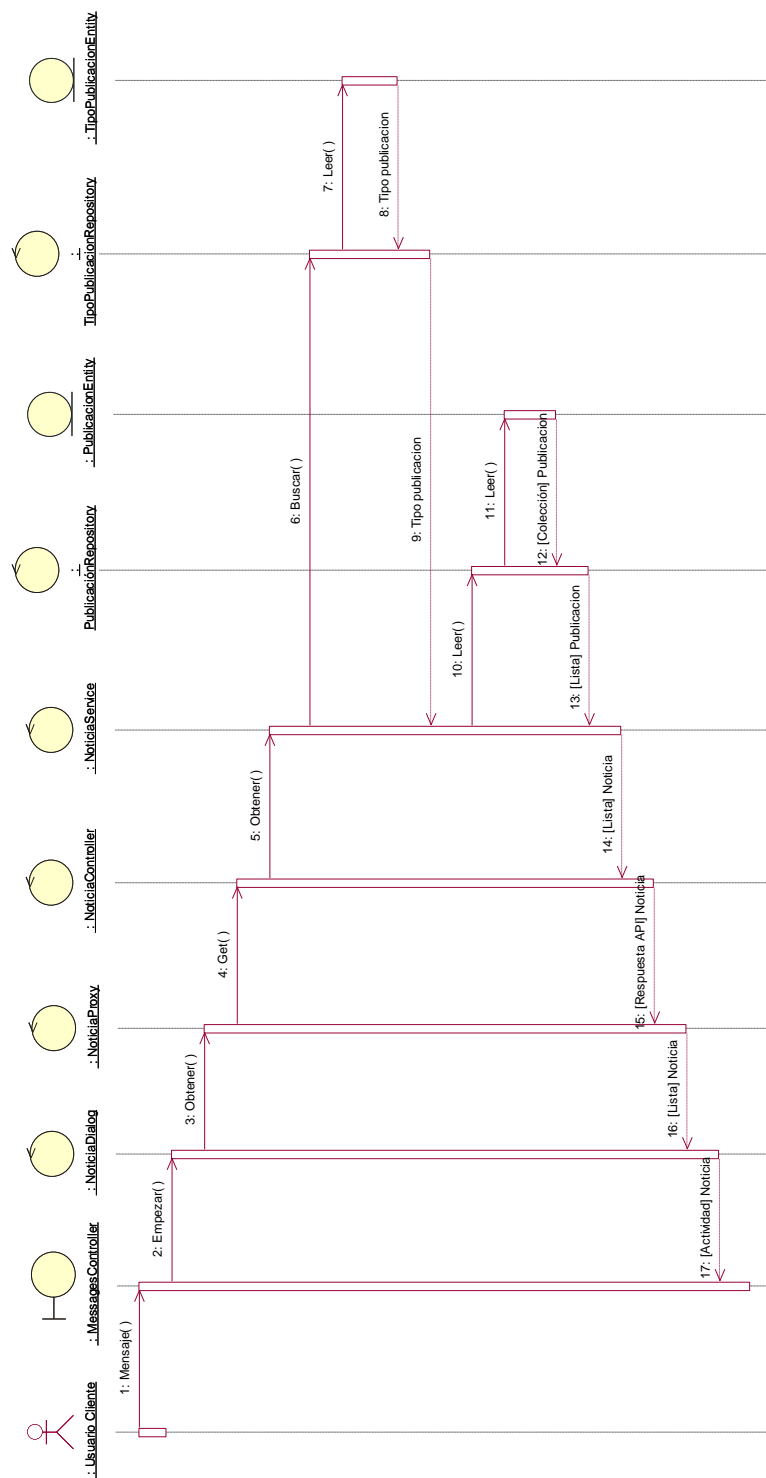 : Usuario Cliente
: MessagesController
: NoticiaDialog
: NoticiaProxy
: NoticiaController
: NoticiaService
:
PublicaciónRepository
: PublicacionEntity
:
TipoPublicacionRepository
: TipoPublicacionEntity
1: Mensaje( )
2: Empezar( )
3: Obtener( )
4: Get( )
5: Obtener( )
6: Buscar( )
7: Leer( )
8: Tipo publicacion
9: Tipo publicacion
10: Leer( )
11: Leer( )
12: [Colección] Publicacion
13: [Lista] Publicacion
14: [Lista] Noticia
15: [Respuesta API] Noticia
16: [Lista] Noticia
17: [Actividad] Noticia